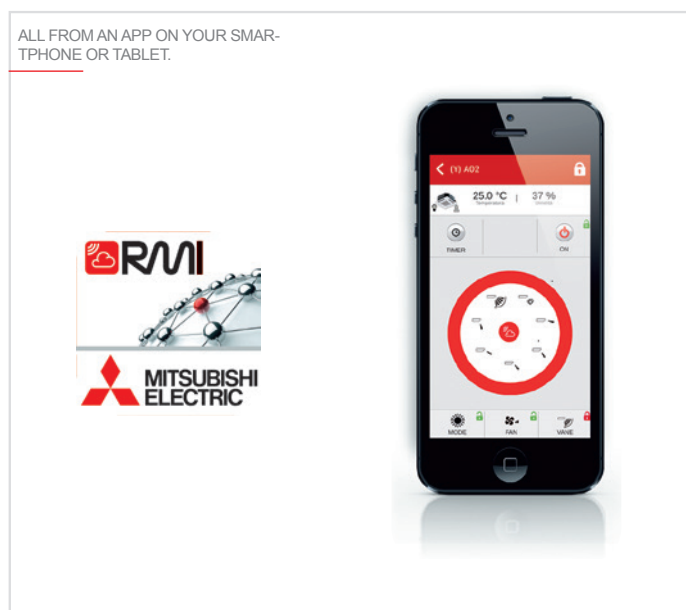 ALL FROM AN APP ON YOUR SMAR-
TPHONE OR TABLET.
RMI
MITSUBISHI
ELECTRIC
(Y) A02
25.0 °C | 37 %
Temperature
TIMER
ON
MODE
FAN
VANE